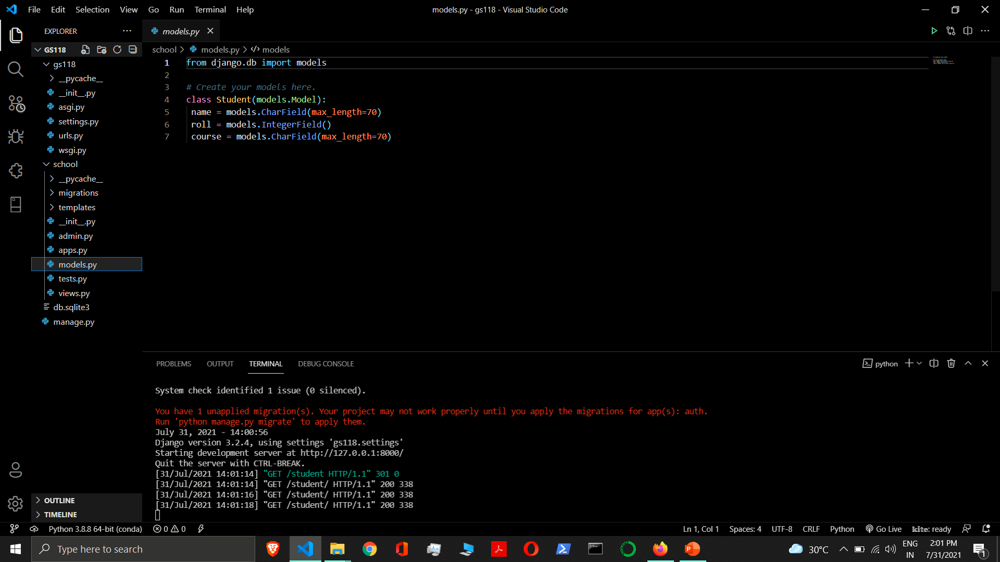 File Edit Selection View Go Run Terminal Help
models.py - gs118 - Visual Studio Code
EXPLORER
models.py
GS118
gs118
__pycache__
__init__.py
asgi.py
settings.py
urls.py
wsgi.py
school
__pycache__
migrations
templates
__init__.py
admin.py
apps.py
models.py
tests.py
views.py
db.sqlite3
manage.py
OUTLINE
TIMELINE
school > models.py > models
1 from django.db import models
2
3 # Create your models here.
4 class Student(models.Model):
5 name = models.CharField(max_length=70)
6 roll = models.IntegerField()
7 course = models.CharField(max_length=70)
PROBLEMS OUTPUT TERMINAL DEBUG CONSOLE
python
System check identified 1 issue (0 silenced).
You have 1 unapplied migration(s). Your project may not work properly until you apply the migrations for app(s): auth.
Run 'python manage.py migrate' to apply them.
July 31, 2021 - 14:00:56
Django version 3.2.4, using settings 'gs118.settings'
Starting development server at http://127.0.0.1:8000/
Quit the server with CTRL-BREAK.
[31/Jul/2021 14:01:14] "GET /student HTTP/1.1" 301 0
[31/Jul/2021 14:01:14] "GET /student/ HTTP/1.1" 200 338
[31/Jul/2021 14:01:16] "GET /student/ HTTP/1.1" 200 338
[31/Jul/2021 14:01:18] "GET /student/ HTTP/1.1" 200 338
Python 3.8.8 64-bit (conda) 0 0
Ln 1, Col 1 Spaces: 4 UTF-8 CRLF Python Go Live kite: ready
Type here to search
30°C
ENG
IN
2:01 PM
7/31/2021
1